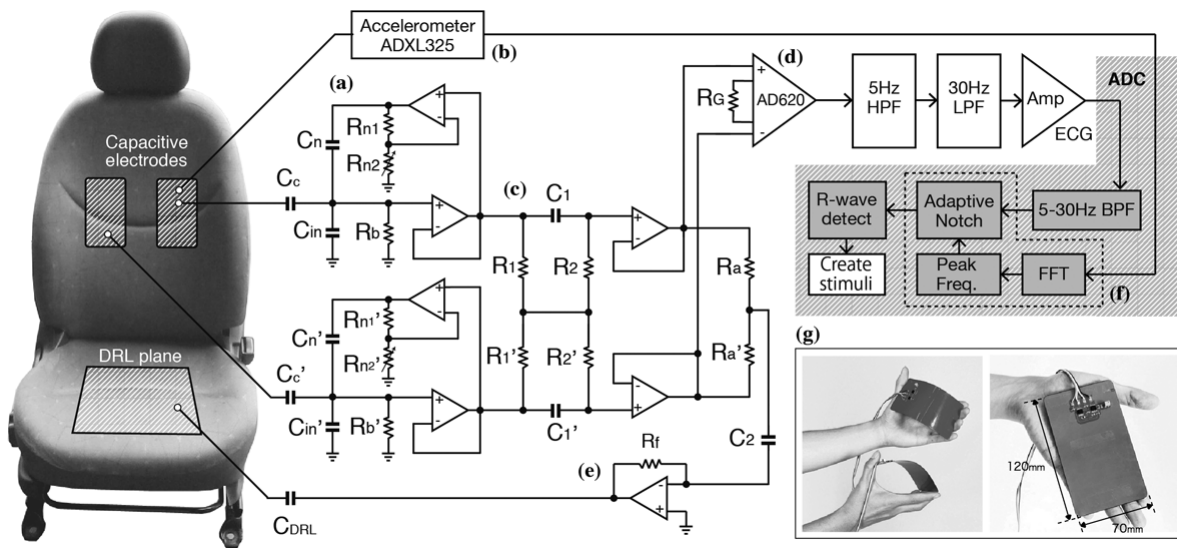 Accelerometer
ADXL325
(b)
(d)
(a)
Capacitive
electrodes
Cn
Rn1
Rn2
Cc
Cin
Rb
(c)
C1
R1
R2
+
-
+
-
+
-
RG
+
-
AD620
5Hz
HPF
30Hz
LPF
Amp
ECG
ADC
R-wave
detect
Adaptive
Notch
5-30Hz BPF
Create
stimuli
Peak
Freq.
FFT
(f)
Ra
Ra'
DRL plane
Cn'
Rn1'
Rn2'
Cc'
Cin'
Rb'
R1'
R2'
C1'
+
-
+
-
-
+
C2
(e)
Rf
-
+
CDRL
(g)
120mm
70mm